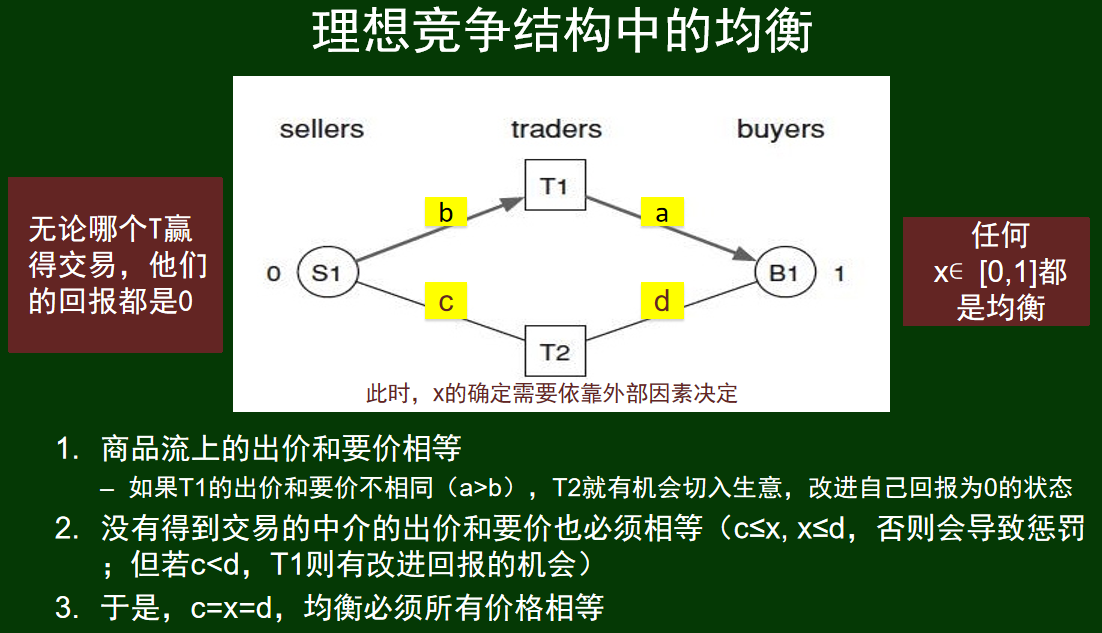 理想竞争结构中的均衡
sellers
traders
buyers
无论哪个T赢
得交易，他们
的回报都是0
T1
b
a
0
S1
B1
1
c
d
T2
此时，x的确定需要依靠外部因素决定
任何
x∈ [0,1]都
是均衡
1. 商品流上的出价和要价相等
– 如果T1的出价和要价不相同（a>b），T2就有机会切入生意，改进自己回报为0的状态
2. 没有得到交易的中介的出价和要价也必须相等（c≤x, x≤d，否则会导致惩罚
；但若c<d，T1则有改进回报的机会）
3. 于是，c=x=d，均衡必须所有价格相等